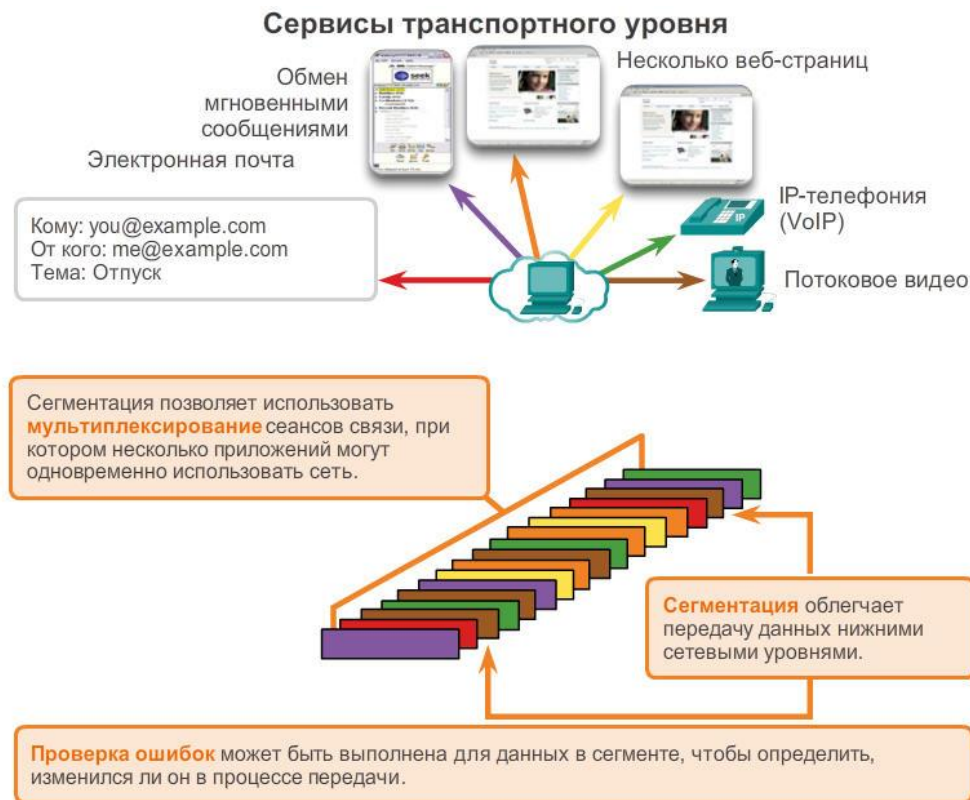 Сервисы транспортного уровня
Обмен
мгновенными
сообщениями
Несколько веб-страниц
Электронная почта
seek
Кому: you@example.com
От кого: me@example.com
Тема: Отпуск
IP
IP-телефония
(VoIP)
Потоковое видео
Сегментация позволяет использовать
мультиплексирование сеансов связи, при
котором несколько приложений могут
одновременно использовать сеть.
Сегментация облегчает
передачу данных нижними
сетевыми уровнями.
Проверка ошибок может быть выполнена для данных в сегменте, чтобы определить,
изменился ли он в процессе передачи.